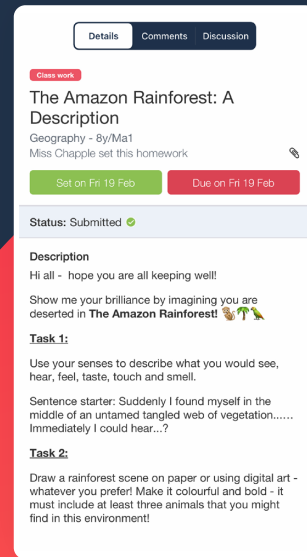 Details Comments Discussion
Class work
The Amazon Rainforest: A
Description
Geography - 8y/Ma1
Miss Chapple set this homework
Set on Fri 19 Feb Due on Fri 19 Feb
Status: Submitted
Description
Hi all - hope you are all keeping well!
Show me your brilliance by imagining you are
deserted in The Amazon Rainforest! 🐒🌴🦜
Task 1:
Use your senses to describe what you would see,
hear, feel, taste, touch and smell.
Sentence starter: Suddenly I found myself in the
middle of an untamed tangled web of vegetation......
Immediately I could hear...?
Task 2:
Draw a rainforest scene on paper or using digital art -
whatever you prefer! Make it colourful and bold - it
must include at least three animals that you might
find in this environment!